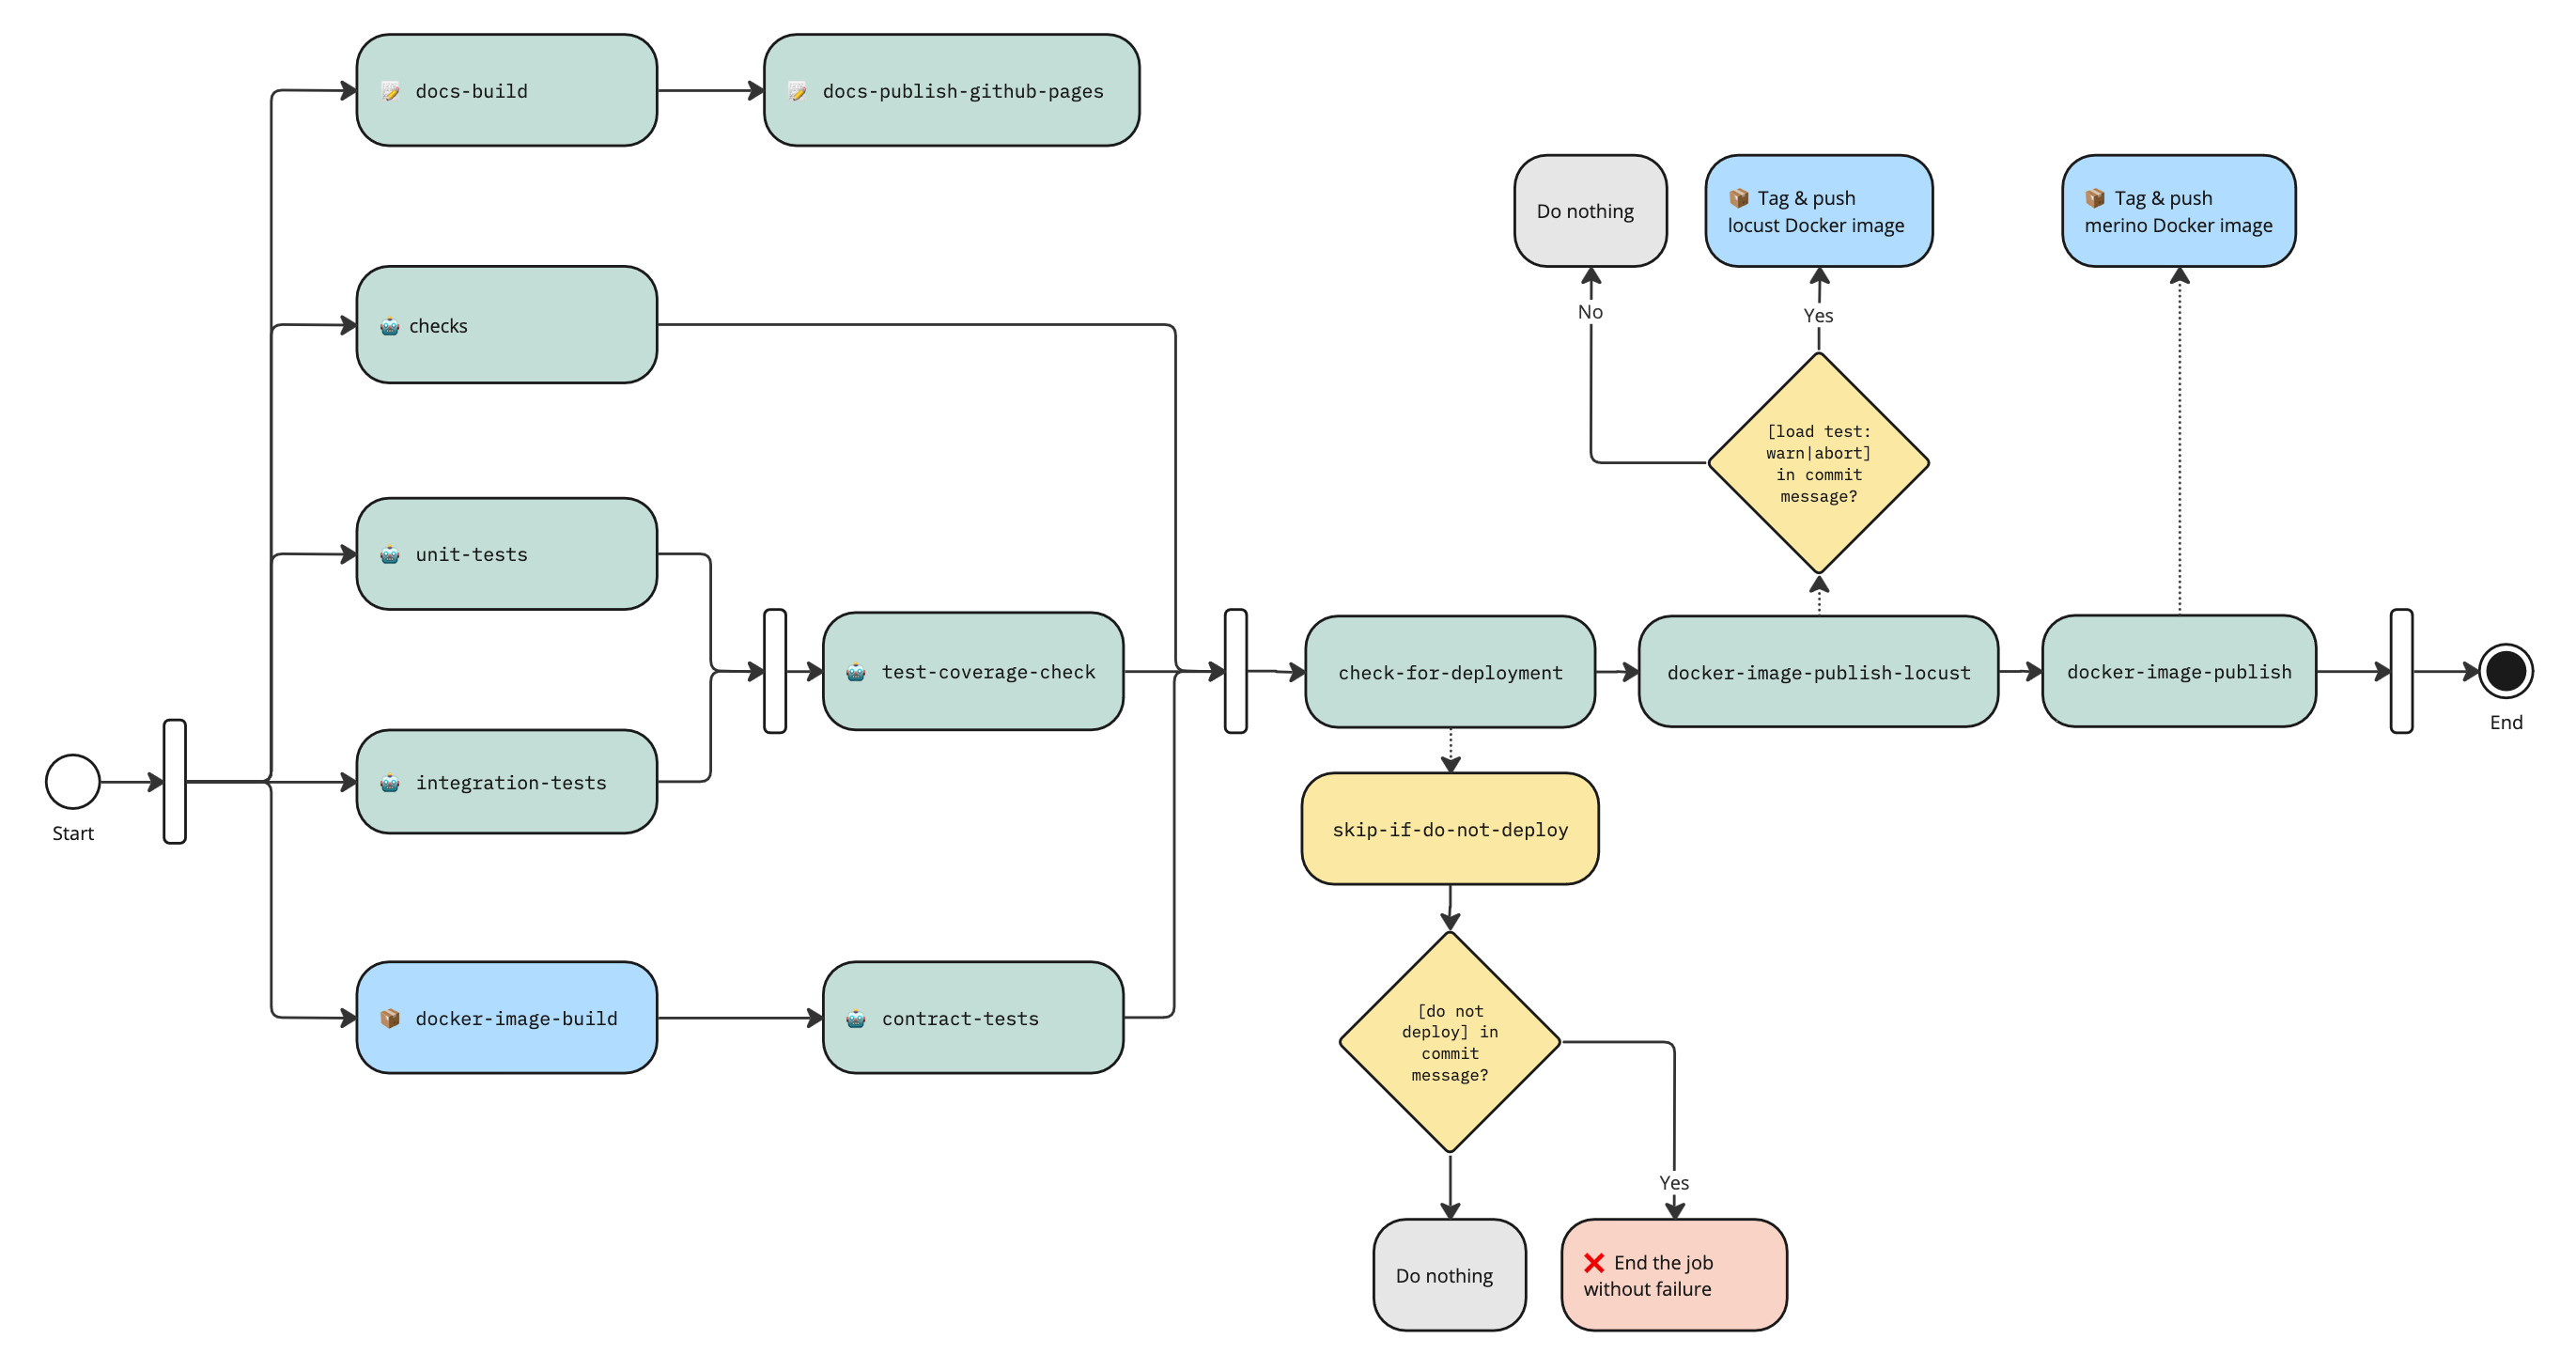 docs-build
docs-publish-github-pages
Do nothing
Tag & push
locust Docker image
Tag & push
merino Docker image
No
Yes
checks
[load test:
warn|abort]
in commit
message?
unit-tests
test-coverage-check
check-for-deployment
docker-image-publish-locust
docker-image-publish
End
integration-tests
Start
skip-if-do-not-deploy
docker-image-build
contract-tests
[do not
deploy] in
commit
message?
Yes
Do nothing
End the job
without failure